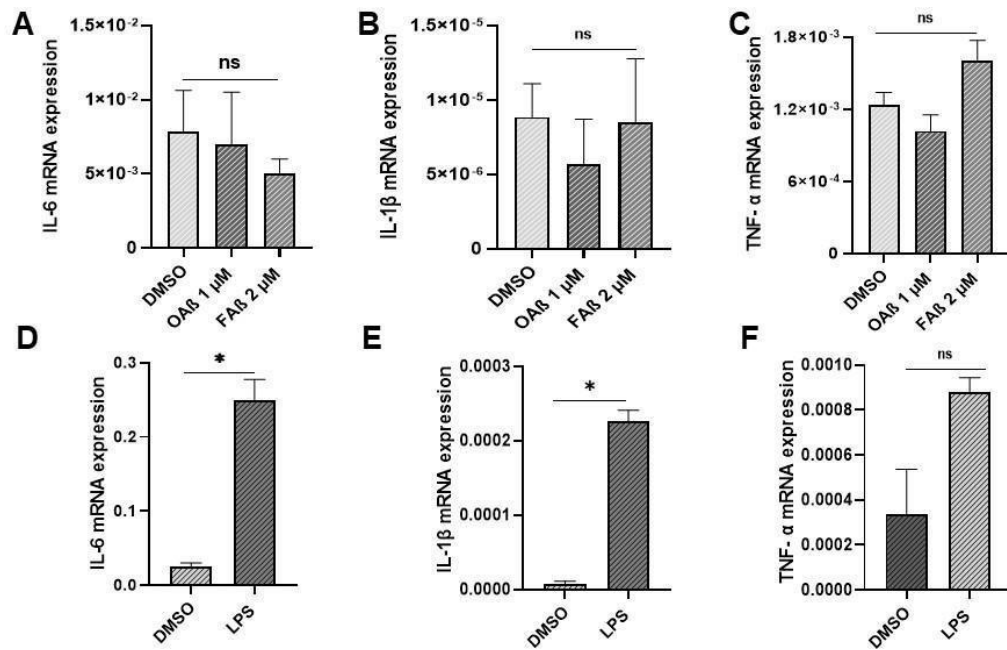 A
IL-6 mRNA expression
1.5×10⁻²
1×10⁻²
5×10⁻³
0
ns
DMSO
OAß 1 µM
FAß 2 µM
B
IL-1β mRNA expression
1.5×10⁻⁵
1×10⁻⁵
5×10⁻⁶
0
ns
DMSO
OAß 1 µM
FAß 2 µM
C
TNF- α mRNA expression
1.8×10⁻³
1.2×10⁻³
6×10⁻⁴
0
ns
DMSO
OAß 1 µM
FAß 2 µM
D
IL-6 mRNA expression
0.3
0.2
0.1
0.0
*
DMSO
LPS
E
IL-1β mRNA expression
0.0003
0.0002
0.0001
0.0000
*
DMSO
LPS
F
TNF- α mRNA expression
0.0010
0.0008
0.0006
0.0004
0.0002
0.0000
ns
DMSO
LPS